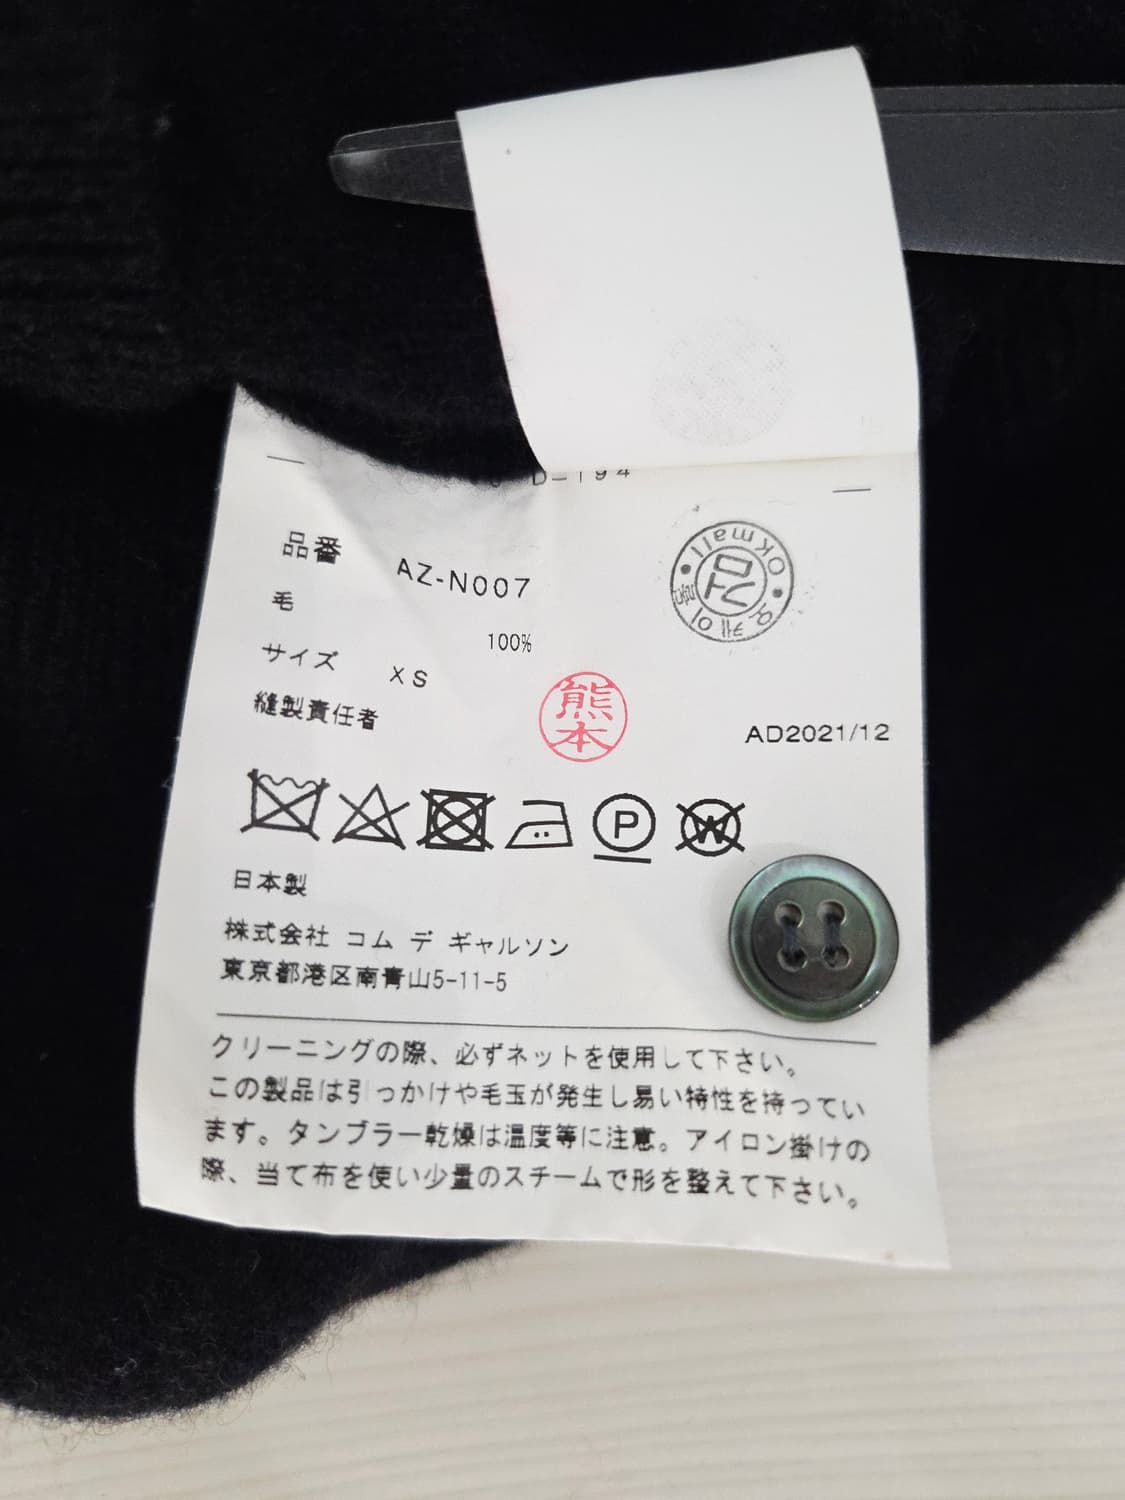 D-194
品番 AZ-N007
毛 100%
サイズ XS
縫製責任者 熊本
OKmall
오케이몰
AD2021/12
P
W
日本製
株式会社 コム デ ギャルソン
東京都港区南青山5-11-5
クリーニングの際、必ずネットを使用して下さい。
この製品は引っかけや毛玉が発生し易い特性を持ってい
ます。タンブラー乾燥は温度等に注意。アイロン掛けの
際、当て布を使い少量のスチームで形を整えて下さい。